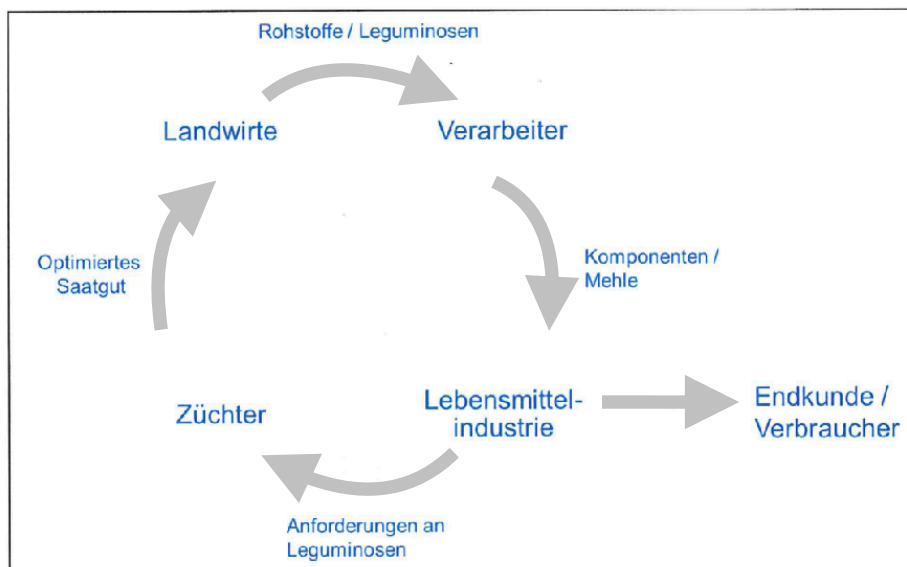 Rohstoffe / Leguminosen
Landwirte
Verarbeiter
Optimiertes
Saatgut
Komponenten /
Mehle
Züchter
Lebensmittel-
industrie
Endkunde /
Verbraucher
Anforderungen an
Leguminosen